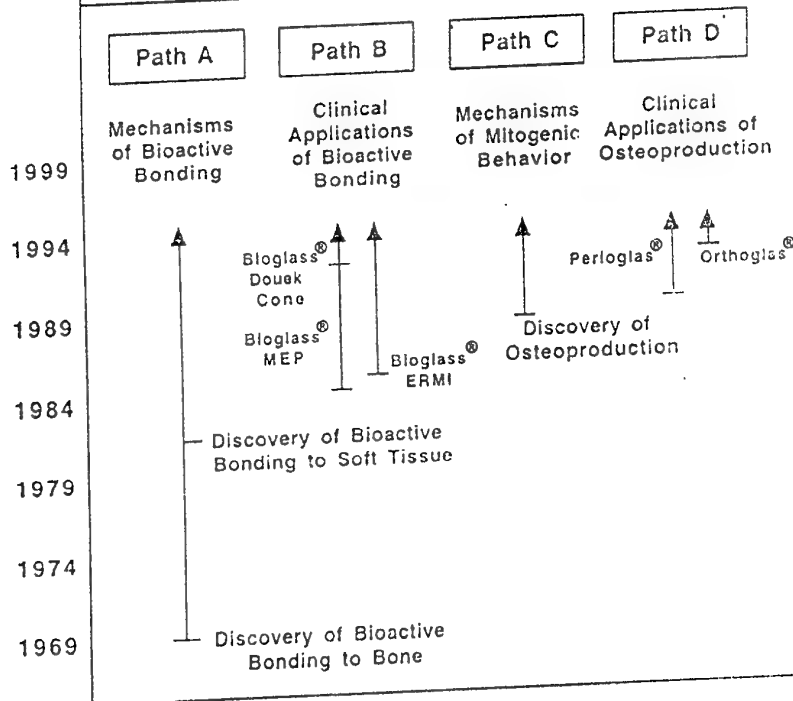 Path A
Path B
Path C
Path D
Mechanisms
of Bioactive
Bonding
Clinical
Applications
of Bioactive
Bonding
Mechanisms
of Mitogenic
Behavior
Clinical
Applications of
Osteoproduction
1999
1994
1989
1984
1979
1974
1969
Bioglass®
Douek
Cone
Bioglass®
MEP
Bioglass®
ERMI
Perioglas®
Orthoglas®
Discovery of
Osteoproduction
Discovery of Bioactive
Bonding to Soft Tissue
Discovery of Bioactive
Bonding to Bone